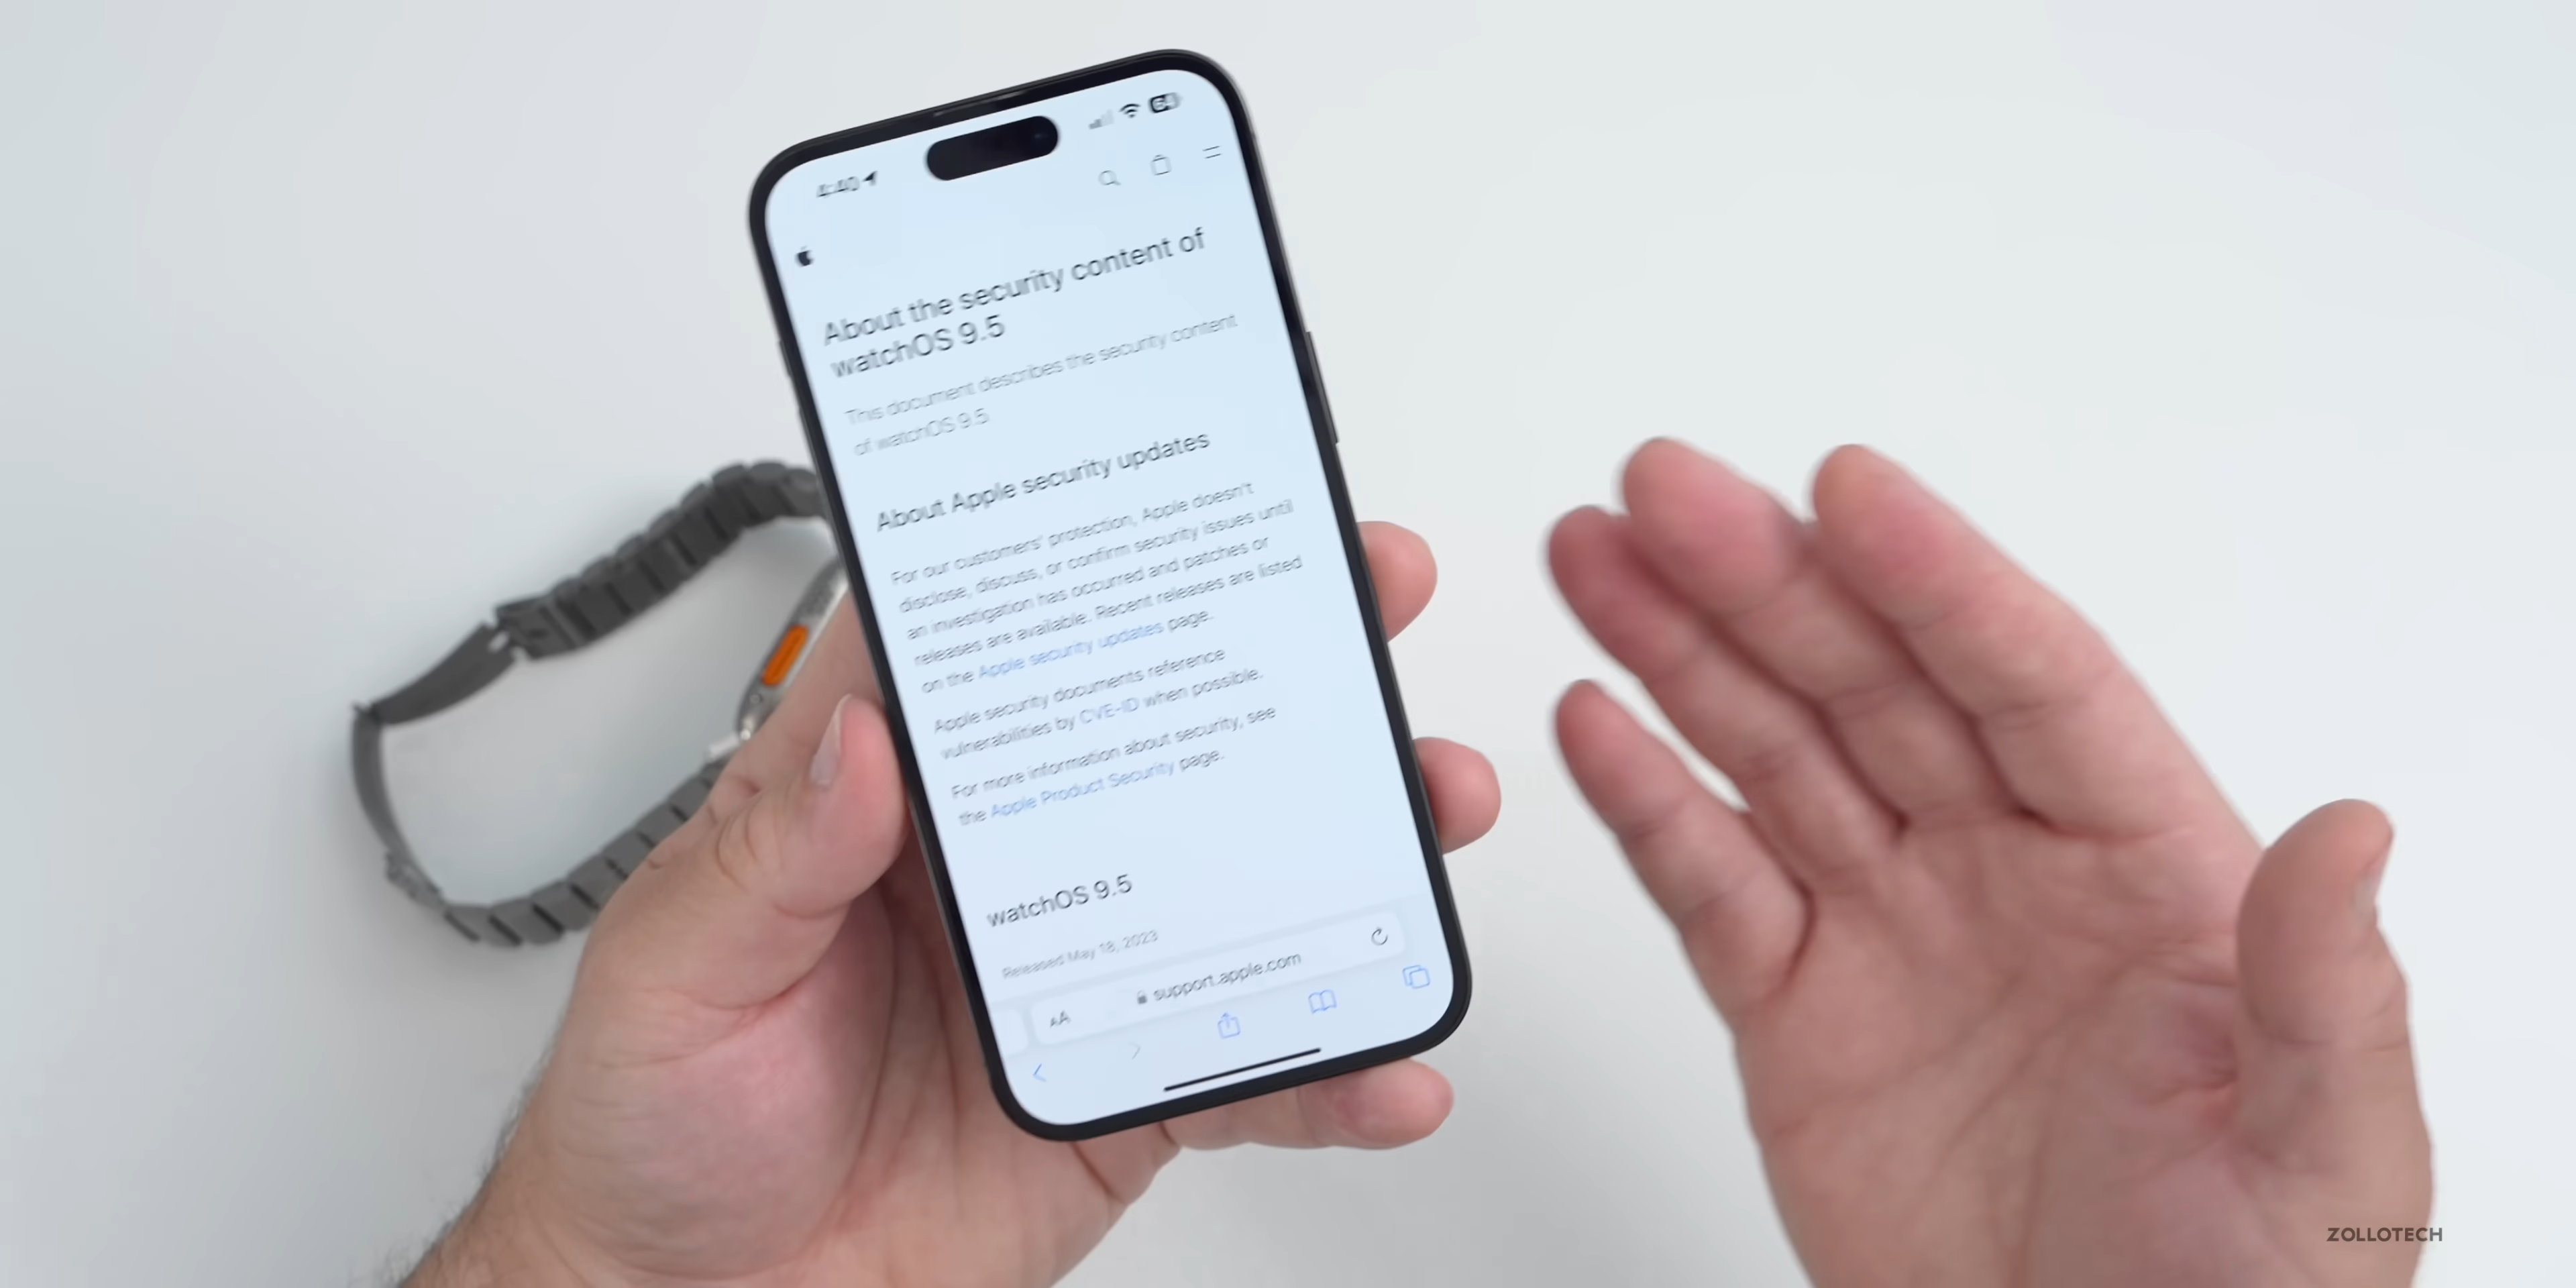 4:40
About the security content of
watchOS 9.5
This document describes the security content
of watchOS 9.5
About Apple security updates
For our customers' protection, Apple doesn't
disclose, discuss, or confirm security issues until
an investigation has occurred and patches or
releases are available. Recent releases are listed
on the Apple security updates page.
Apple security documents reference
vulnerabilities by CVE-ID when possible.
For more information about security, see
the Apple Product Security page.
watchOS 9.5
Released May 18, 2023
AA support.apple.com
ZOLLOTECH